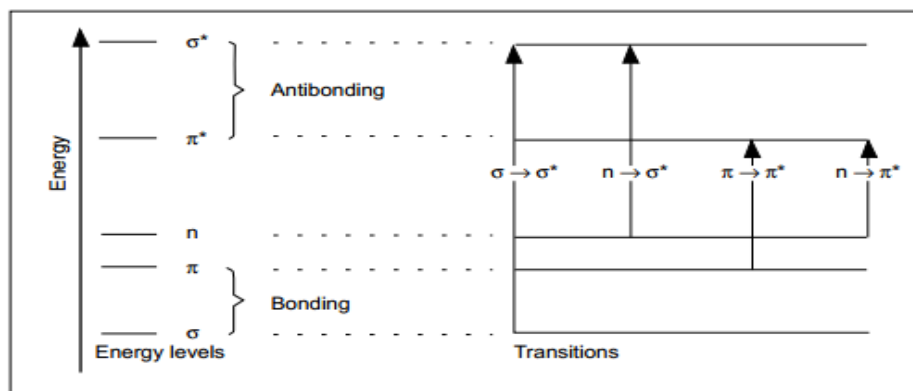 σ*
Antibonding
Energy
π*
σ → σ* n → σ* π → π* n → π*
n
π
Bonding
σ
Energy levels Transitions